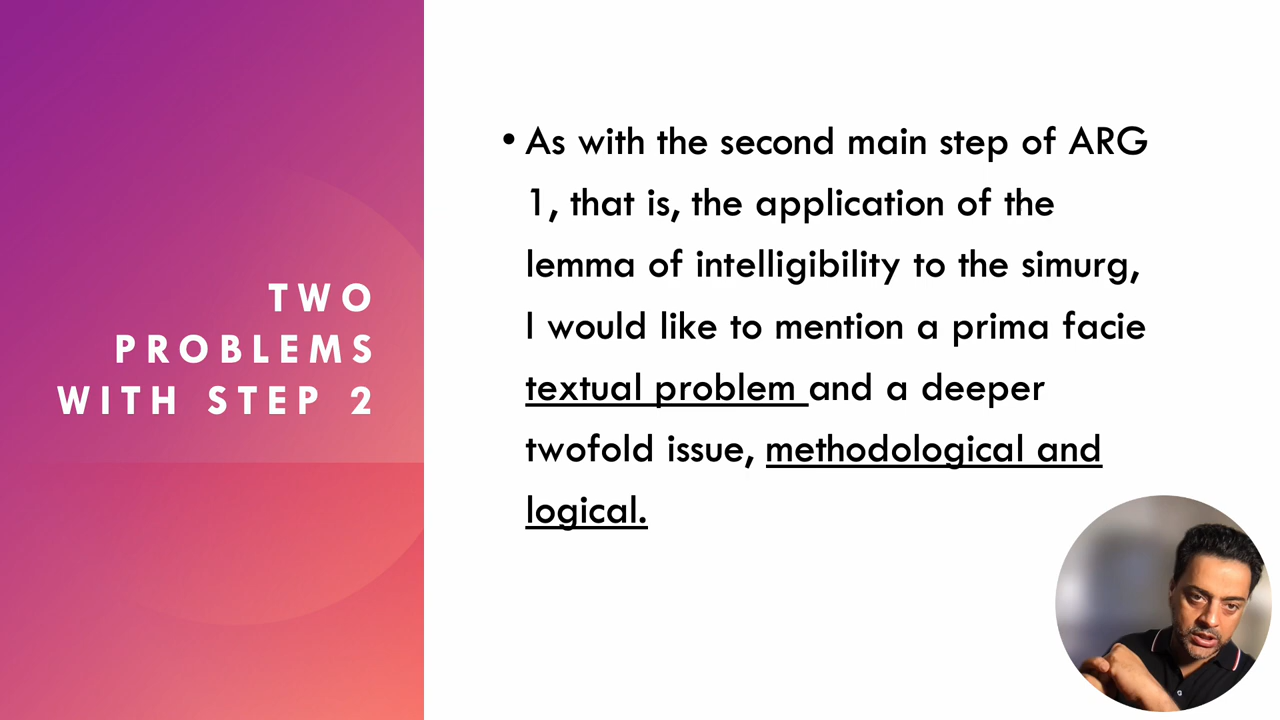 TWO
PROBLEMS
WITH STEP 2
• As with the second main step of ARG
1, that is, the application of the
lemma of intelligibility to the simurg,
I would like to mention a prima facie
textual problem and a deeper
twofold issue, methodological and
logical.